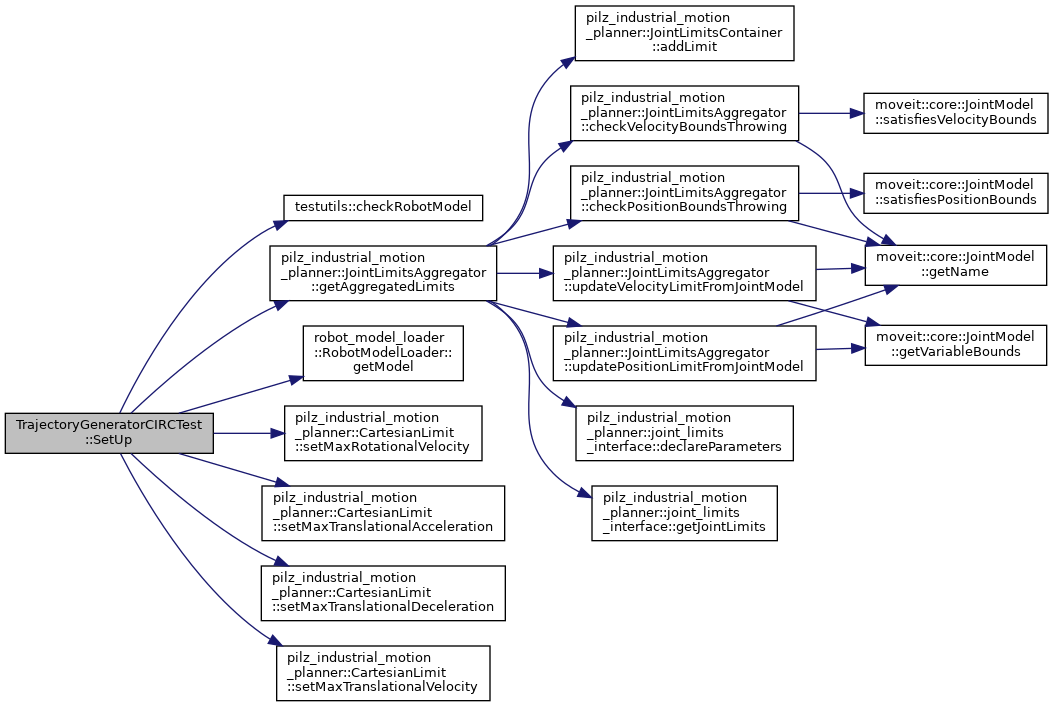 TrajectoryGeneratorCIRCTest
::SetUp
testutils::checkRobotModel
pilz_industrial_motion
_planner::JointLimitsAggregator
::getAggregatedLimits
robot_model_loader
::RobotModelLoader::
getModel
pilz_industrial_motion
_planner::CartesianLimit
::setMaxRotationalVelocity
pilz_industrial_motion
_planner::CartesianLimit
::setMaxTranslationalAcceleration
pilz_industrial_motion
_planner::CartesianLimit
::setMaxTranslationalDeceleration
pilz_industrial_motion
_planner::CartesianLimit
::setMaxTranslationalVelocity
pilz_industrial_motion
_planner::JointLimitsContainer
::addLimit
pilz_industrial_motion
_planner::JointLimitsAggregator
::checkVelocityBoundsThrowing
pilz_industrial_motion
_planner::JointLimitsAggregator
::checkPositionBoundsThrowing
pilz_industrial_motion
_planner::JointLimitsAggregator
::updateVelocityLimitFromJointModel
pilz_industrial_motion
_planner::JointLimitsAggregator
::updatePositionLimitFromJointModel
pilz_industrial_motion
_planner::joint_limits
_interface::declareParameters
pilz_industrial_motion
_planner::joint_limits
_interface::getJointLimits
moveit::core::JointModel
::satisfiesVelocityBounds
moveit::core::JointModel
::satisfiesPositionBounds
moveit::core::JointModel
::getName
moveit::core::JointModel
::getVariableBounds